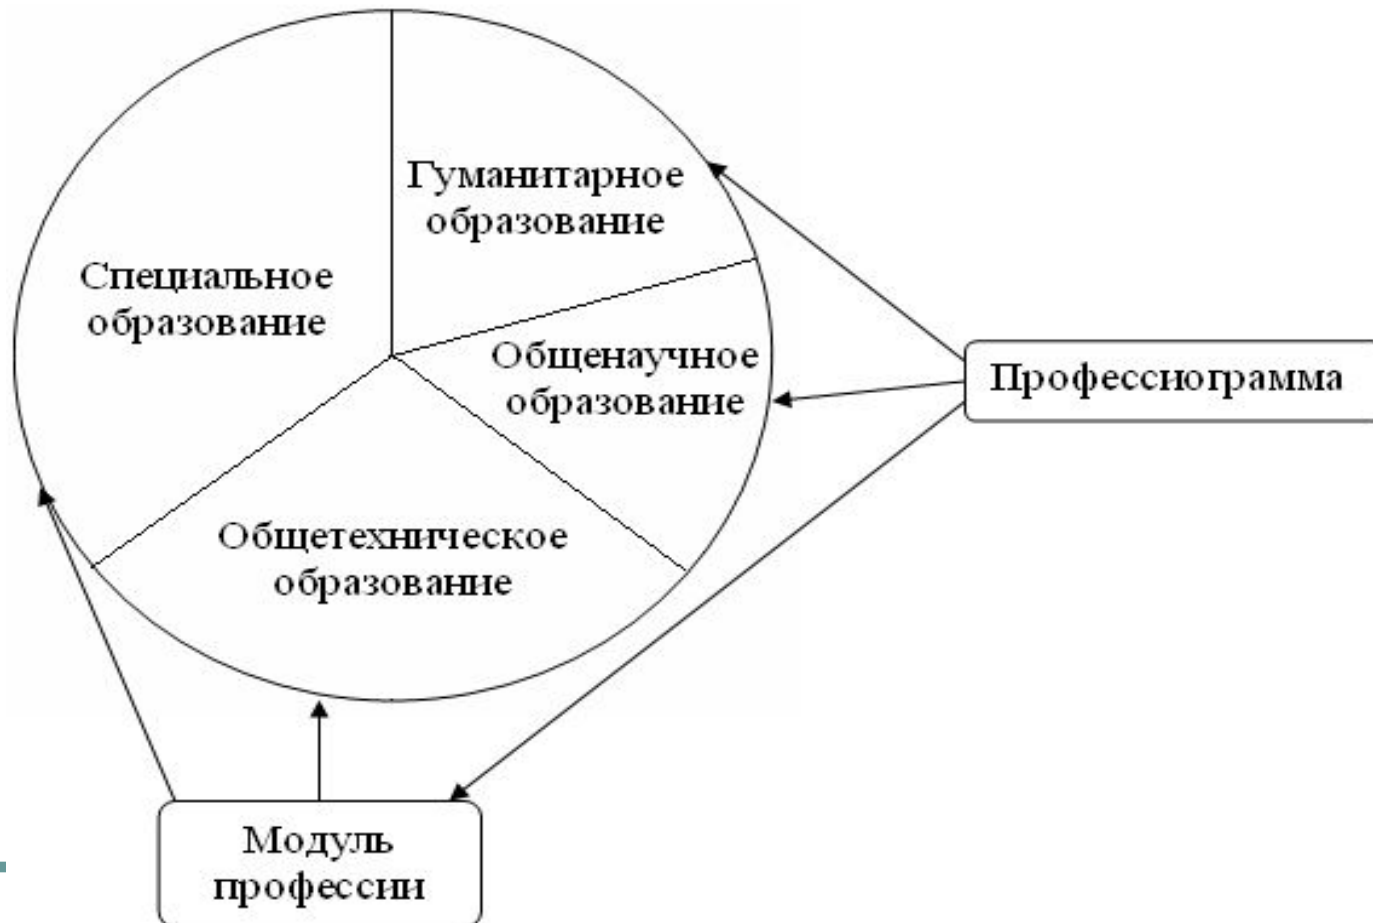 Гуманитарное
образование
Специальное
образование
Общенаучное
образование
Профессиограмма
Общетехническое
образование
Модуль
профессии